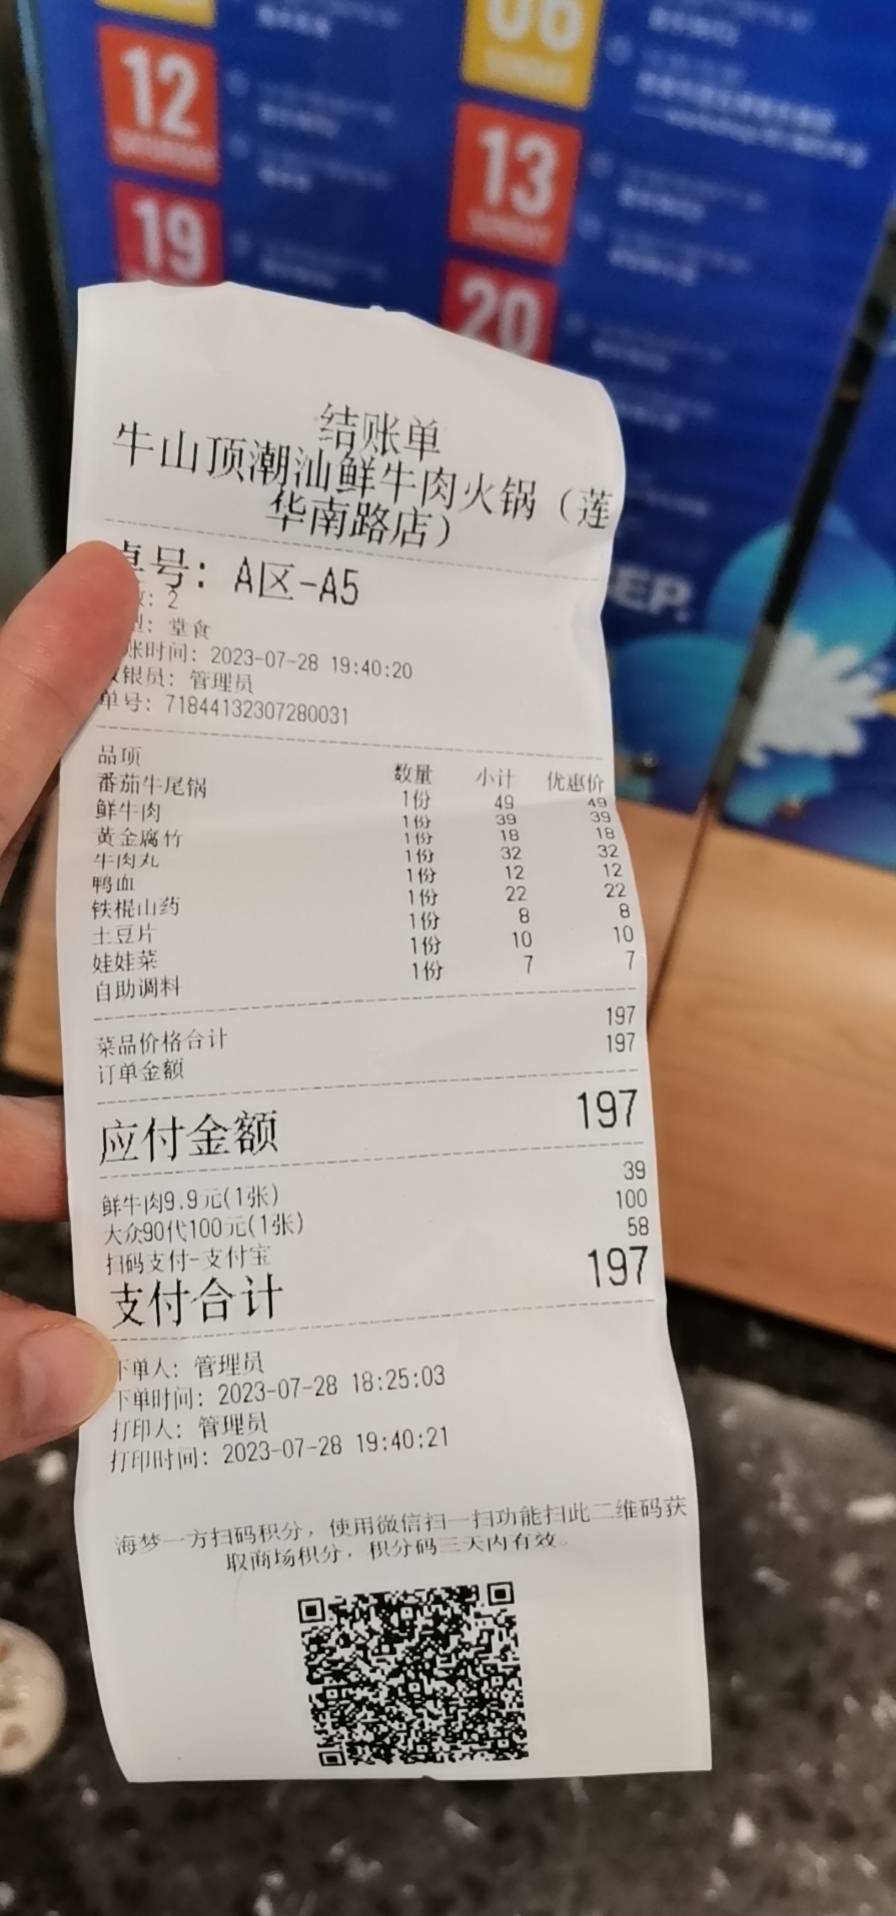 06
12
SATURDAY
13
SUNDAY
19
20
结账单
牛山顶潮汕鲜牛肉火锅（莲
华南路店）
桌号：A区-A5
数：2
型：堂食
账时间：2023-07-28 19:40:20
收银员：管理员
单号：71844132307280031
品项 数量 小计 优惠价
番茄牛尾锅 1份 49 49
鲜牛肉 1份 39 39
黄金腐竹 1份 18 18
牛肉丸 1份 32 32
鸭血 1份 12 12
铁棍山药 1份 22 22
土豆片 1份 8 8
娃娃菜 1份 10 10
自助调料 1份 7 7
菜品价格合计 197
订单金额 197
应付金额 197
鲜牛肉9.9元(1张) 39
大众90代100元(1张) 100
扫码支付-支付宝 58
支付合计 197
下单人：管理员
下单时间：2023-07-28 18:25:03
打印人：管理员
打印时间：2023-07-28 19:40:21
海梦一方扫码积分，使用微信扫一扫功能扫此二维码获
取商场积分，积分码三天内有效。